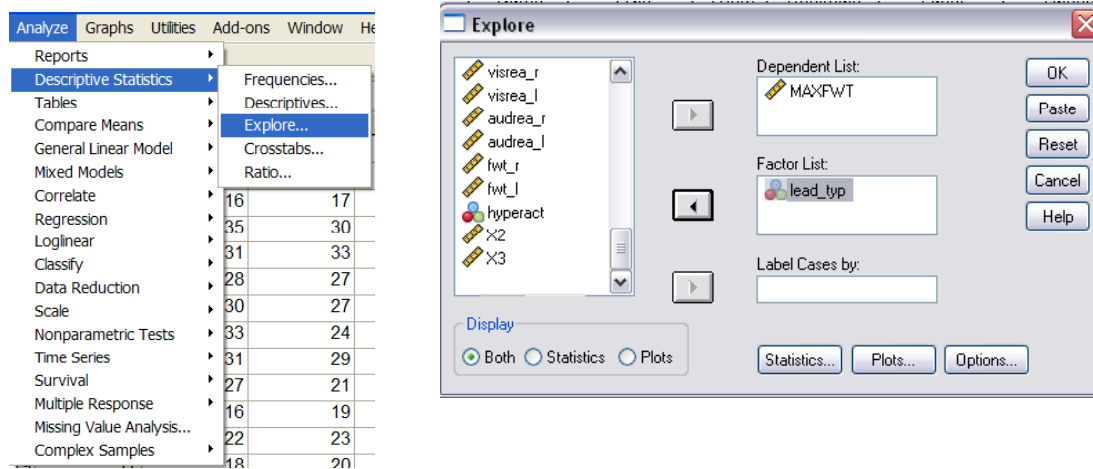 Analyze Graphs Utilities Add-ons Window He
Reports
Descriptive Statistics
Tables
Compare Means
General Linear Model
Mixed Models
Correlate
Regression
Loglinear
Classify
Data Reduction
Scale
Nonparametric Tests
Time Series
Survival
Multiple Response
Missing Value Analysis...
Complex Samples
Frequencies...
Descriptives...
Explore...
Crosstabs...
Ratio...
16 17
35 30
31 33
28 27
30 27
33 24
31 29
27 21
16 19
22 23
18 20
Explore
visrea_r
visrea_l
audrea_r
audrea_l
fwt_r
fwt_l
hyperact
X2
X3
Dependent List:
MAXFWT
Factor List:
lead_typ
Label Cases by:
OK
Paste
Reset
Cancel
Help
Display
Both Statistics Plots
Statistics... Plots... Options...